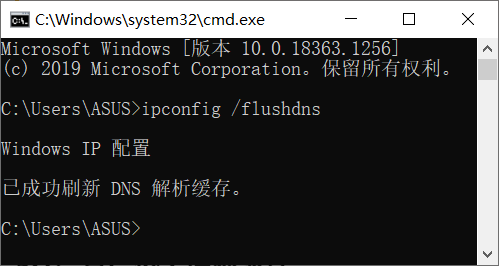 C:\Windows\system32\cmd.exe
Microsoft Windows [版本 10.0.18363.1256]
(c) 2019 Microsoft Corporation。保留所有权利。
C:\Users\ASUS>ipconfig /flushdns
Windows IP 配置
已成功刷新 DNS 解析缓存。
C:\Users\ASUS>